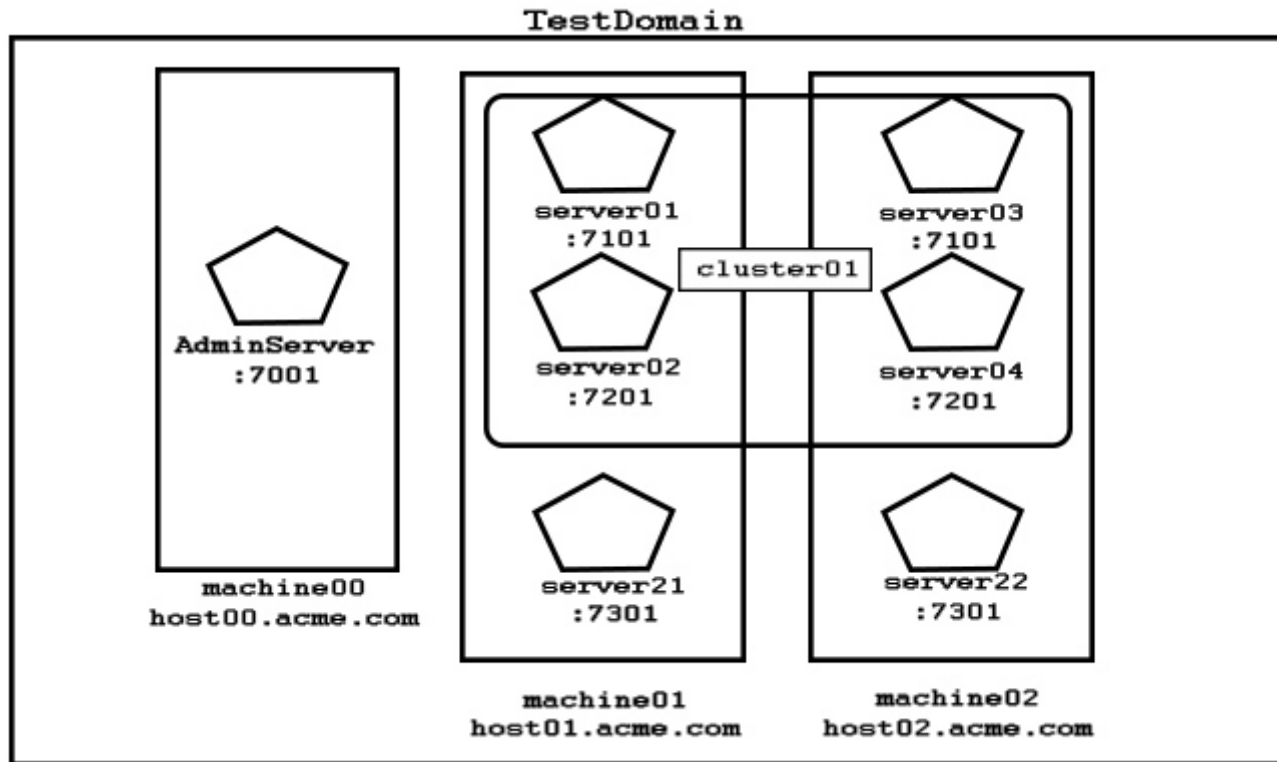 TestDomain
AdminServer
:7001
machine00
host00.acme.com
server01
:7101
server02
:7201
server21
:7301
machine01
host01.acme.com
cluster01
server03
:7101
server04
:7201
server22
:7301
machine02
host02.acme.com